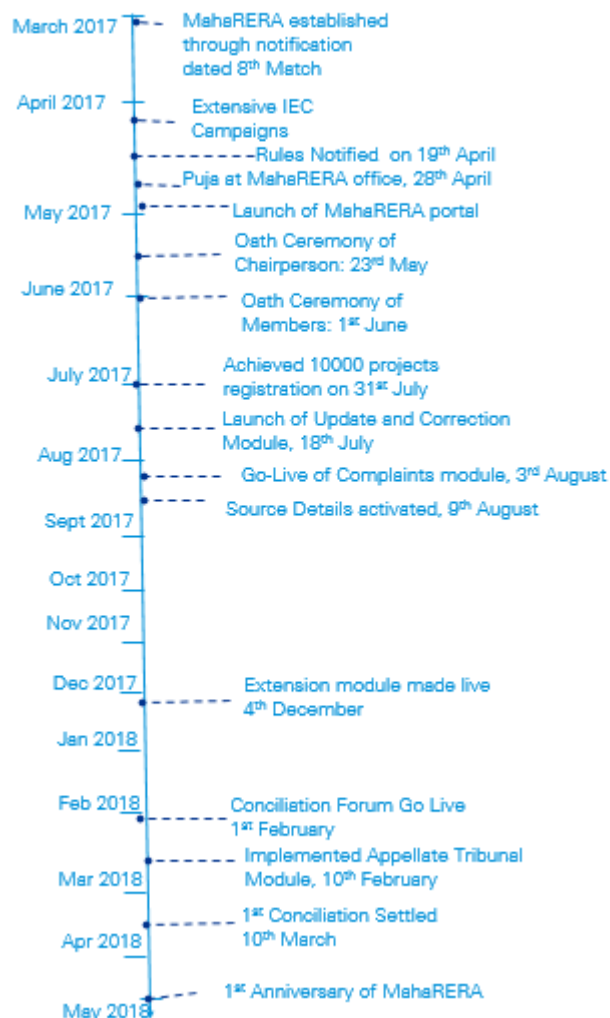 March 2017
MahaRERA established
through notification
dated 8th Match
April 2017
Extensive IEC
Campaigns
Rules Notified on 19th April
Puja at MahaRERA office, 28th April
May 2017
Launch of MahaRERA portal
Oath Ceremony of
Chairperson: 23rd May
June 2017
Oath Ceremony of
Members: 1st June
July 2017
Achieved 10000 projects
registration on 31st July
Launch of Update and Correction
Module, 18th July
Aug 2017
Go-Live of Complaints module, 3rd August
Source Details activated, 9th August
Sept 2017
Oct 2017
Nov 2017
Dec 2017
Extension module made live
4th December
Jan 2018
Feb 2018
Conciliation Forum Go Live
1st February
Implemented Appellate Tribunal
Module, 10th February
Mar 2018
1st Conciliation Settled
10th March
Apr 2018
1st Anniversary of MahaRERA
May 2018